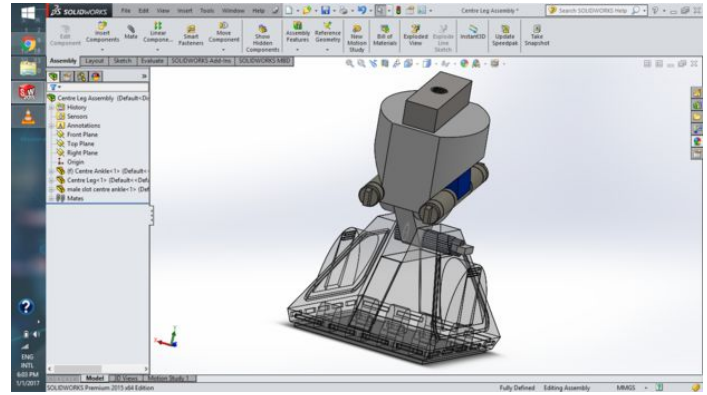 SOLIDWORKS File Edit View Insert Tools Window Help Centre Leg Assembly * Search SOLIDWORKS Help
Edit Component
Insert Components
Mate
Linear Compone...
Smart Fasteners
Move Component
Show Hidden Components
Assembly Features
Reference Geometry
New Motion Study
Bill of Materials
Exploded View
Explode Line Sketch
Instant3D
Update Speedpak
Take Snapshot
Assembly Layout Sketch Evaluate SOLIDWORKS Add-Ins SOLIDWORKS MBD
Centre Leg Assembly (Default<De
History
Sensors
Annotations
Front Plane
Top Plane
Right Plane
Origin
(f) Centre Ankle<1> (Default<
Centre Leg<1> (Default<<Defa
male slot centre ankle<1> (Def
Mates
ENG
INTL
6:03 PM
1/1/2017
Model 3D Views Motion Study 1
SOLIDWORKS Premium 2015 x64 Edition Fully Defined Editing Assembly MMGS